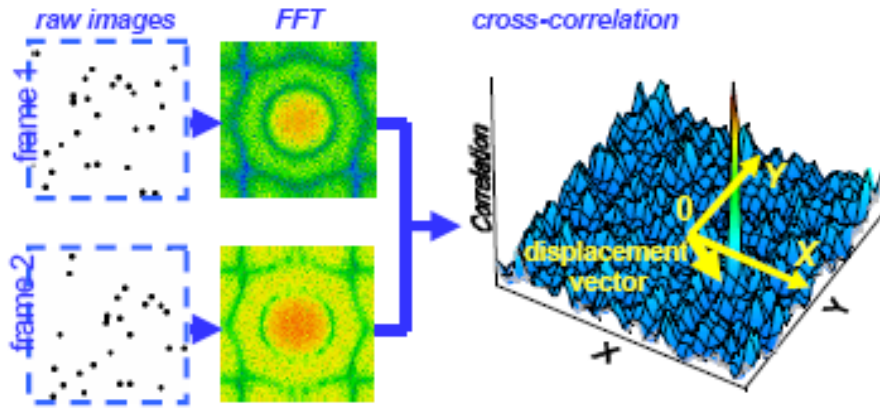 raw images
FFT
cross-correlation
frame 1
frame 2
Correlation
0
Y
X
displacement
vector
X
Y